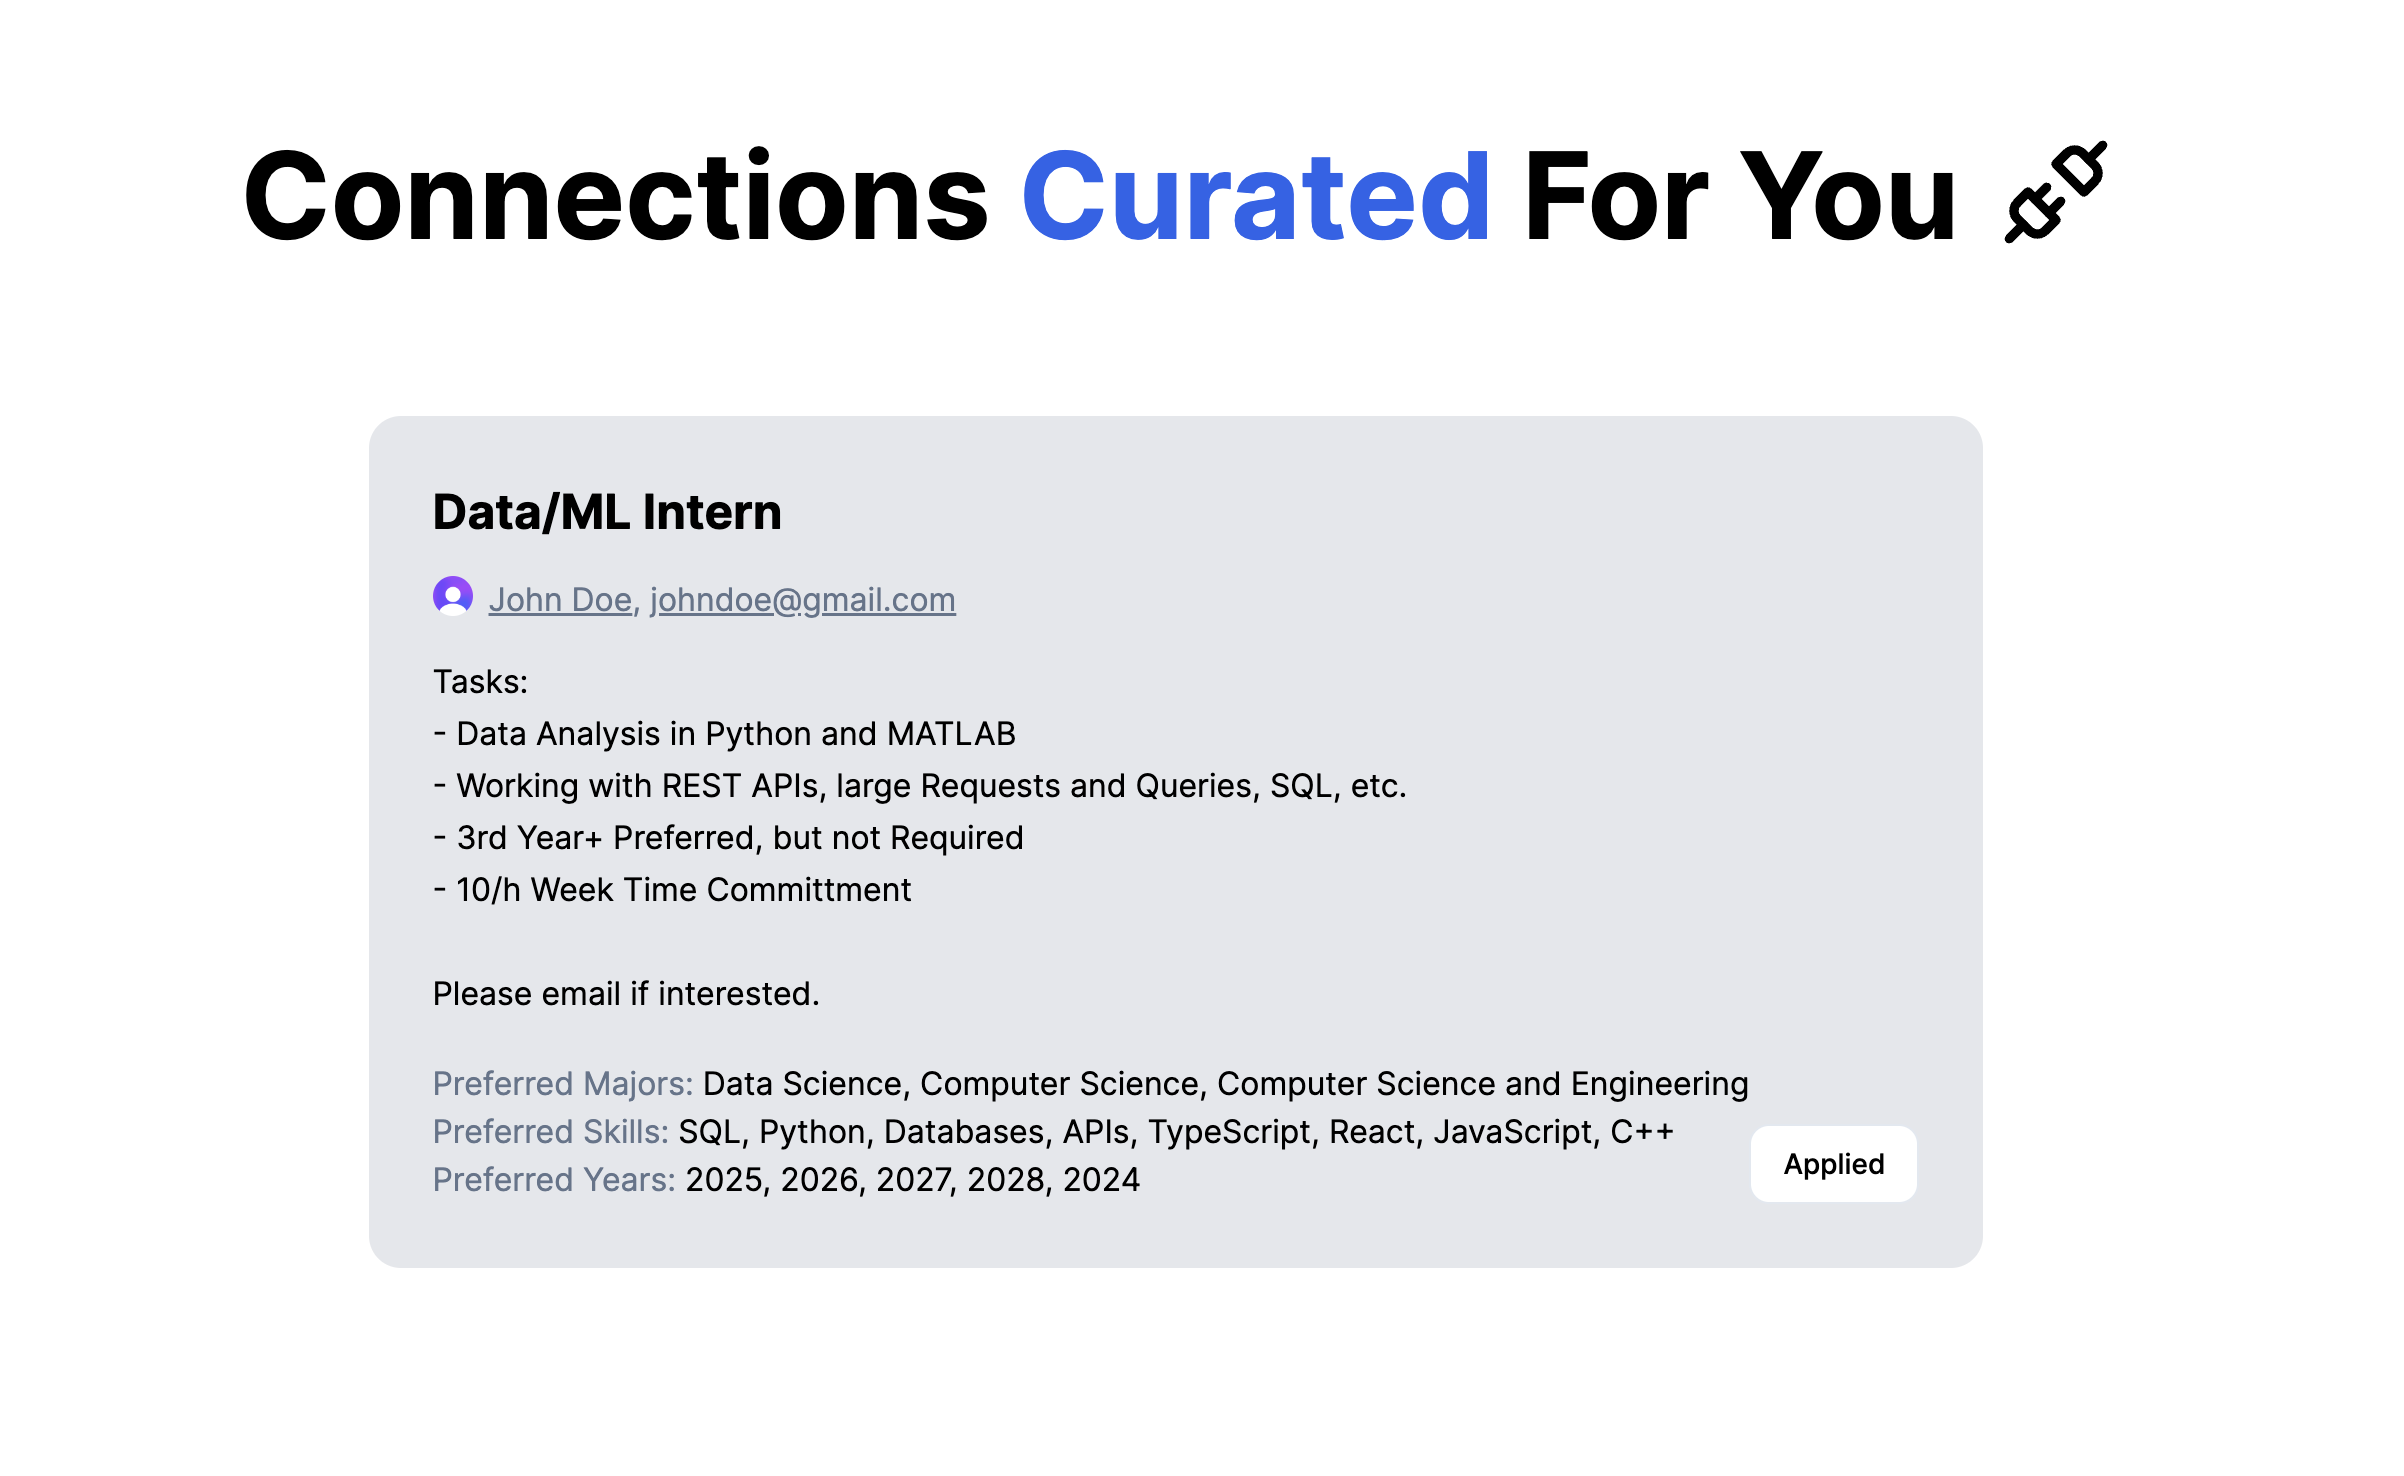 Connections Curated For You
Data/ML Intern
John Doe, johndoe@gmail.com
Tasks:
- Data Analysis in Python and MATLAB
- Working with REST APIs, large Requests and Queries, SQL, etc.
- 3rd Year+ Preferred, but not Required
- 10/h Week Time Committment
Please email if interested.
Preferred Majors: Data Science, Computer Science, Computer Science and Engineering
Preferred Skills: SQL, Python, Databases, APIs, TypeScript, React, JavaScript, C++
Preferred Years: 2025, 2026, 2027, 2028, 2024
Applied